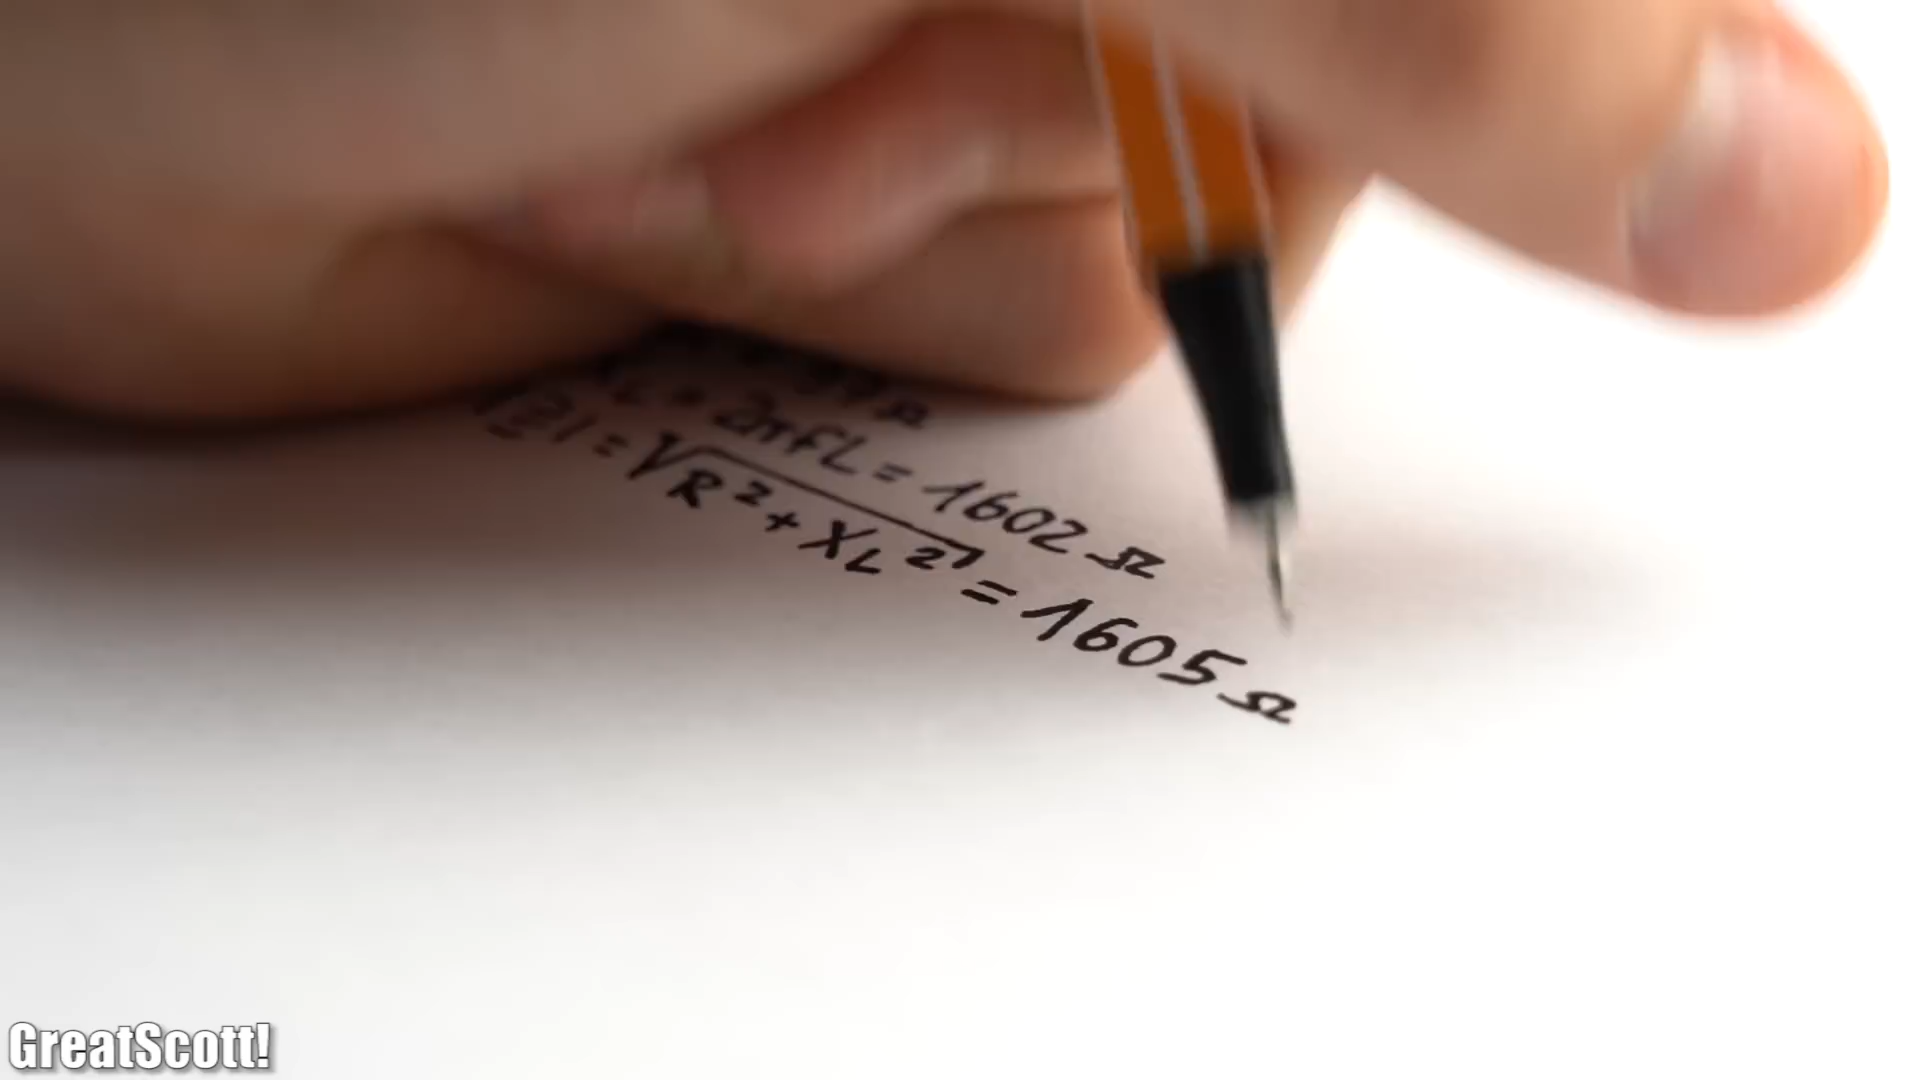 Ω
X_L = 2πfL = 1602 Ω
|Z| = √(R² + X_L²) = 1605 Ω
GreatScott!